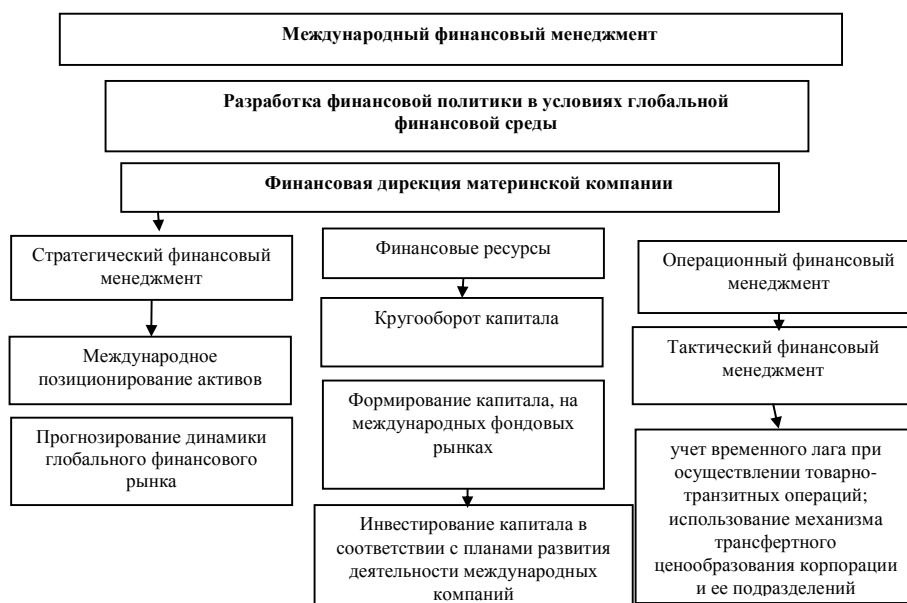 Международный финансовый менеджмент
Разработка финансовой политики в условиях глобальной
финансовой среды
Финансовая дирекция материнской компании
Стратегический финансовый
менеджмент
Международное
позиционирование активов
Прогнозирование динамики
глобального финансового
рынка
Финансовые ресурсы
Кругооборот капитала
Формирование капитала, на
международных фондовых
рынках
Инвестирование капитала в
соответствии с планами развития
деятельности международных
компаний
Операционный финансовый
менеджмент
Тактический финансовый
менеджмент
учет временного лага при
осуществлении товарно-
транзитных операций;
использование механизма
трансфертного
ценообразования корпорации
и ее подразделений